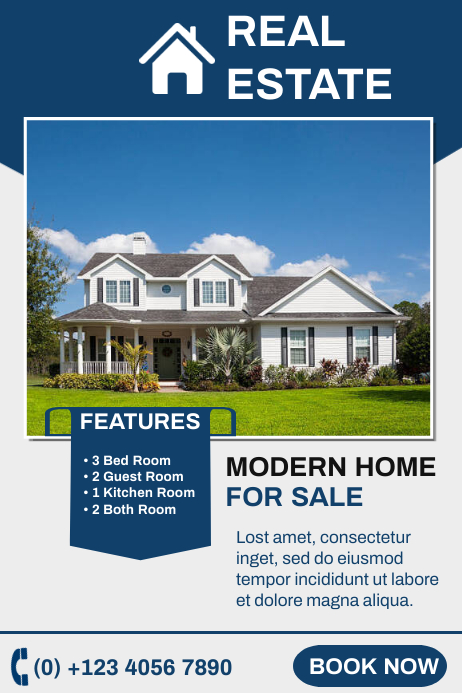 REAL
ESTATE
FEATURES
• 3 Bed Room
• 2 Guest Room
• 1 Kitchen Room
• 2 Both Room
MODERN HOME
FOR SALE
Lost amet, consectetur
inget, sed do eiusmod
tempor incididunt ut labore
et dolore magna aliqua.
(0) +123 4056 7890
BOOK NOW